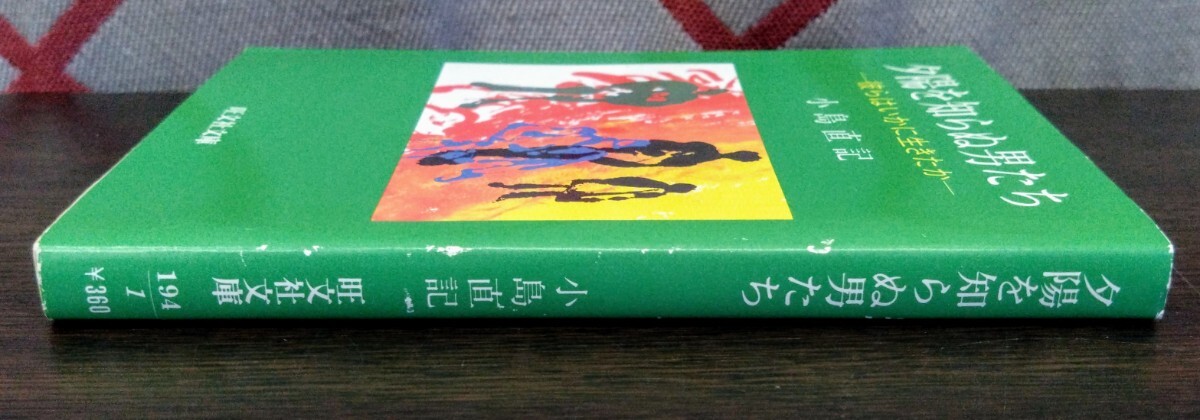 夕陽を知らぬ男たち
―彼らはいかに生きたか―
小島直記
旺文社文庫
夕陽を知らぬ男たち
小島直記
旺文社文庫
194
1
¥360